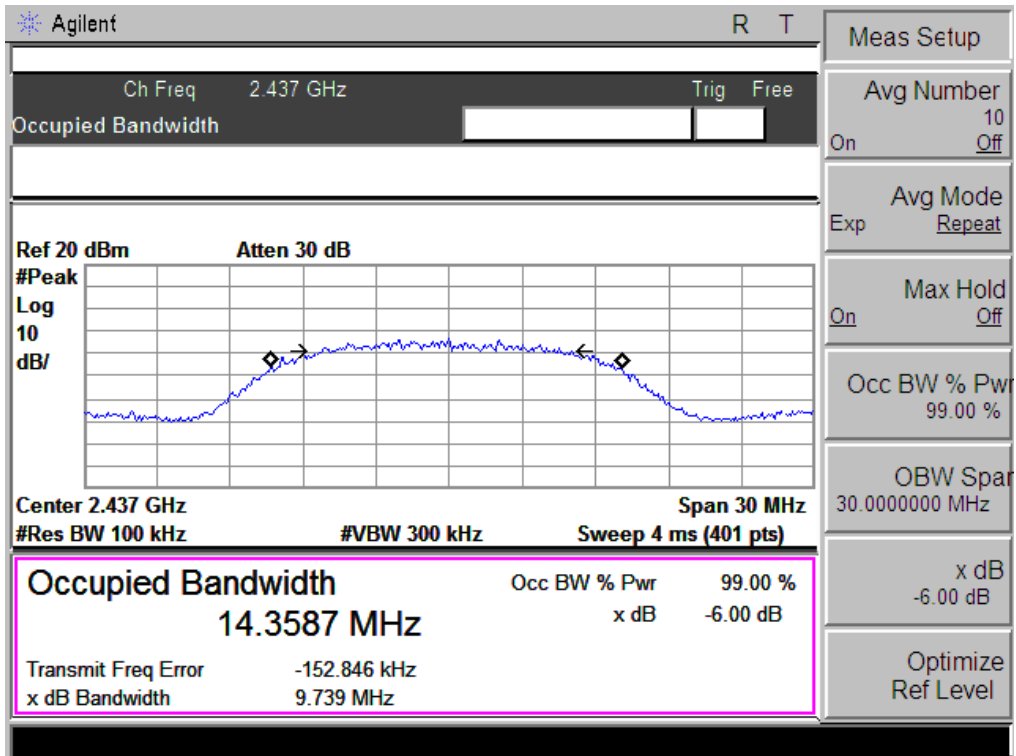 Agilent R T
Ch Freq 2.437 GHz Trig Free
Occupied Bandwidth
Ref 20 dBm Atten 30 dB
#Peak
Log
10
dB/
Center 2.437 GHz Span 30 MHz
#Res BW 100 kHz #VBW 300 kHz Sweep 4 ms (401 pts)
Occupied Bandwidth
14.3587 MHz
Occ BW % Pwr 99.00 %
x dB -6.00 dB
Transmit Freq Error -152.846 kHz
x dB Bandwidth 9.739 MHz
Meas Setup
Avg Number
10
On Off
Avg Mode
Exp Repeat
Max Hold
On Off
Occ BW % Pwr
99.00 %
OBW Span
30.0000000 MHz
x dB
-6.00 dB
Optimize
Ref Level